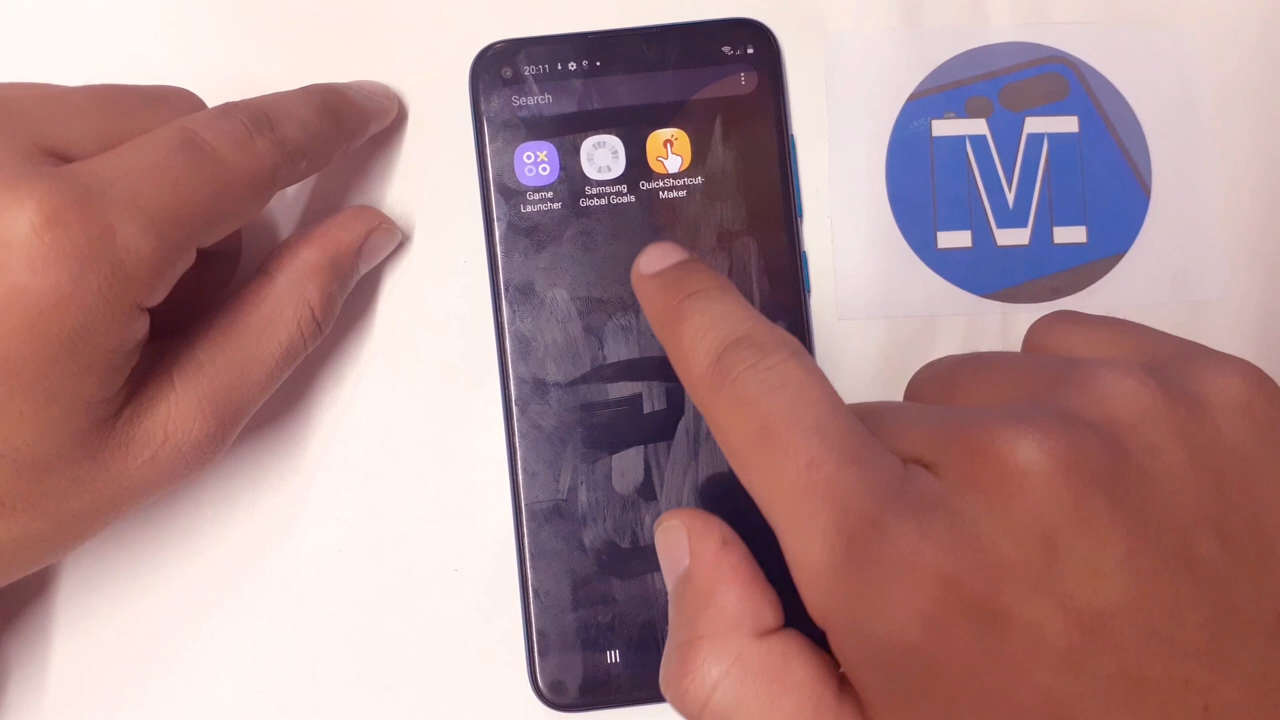 20:11
Search
Game
Launcher
Samsung
Global Goals
QuickShortcut-
Maker
M